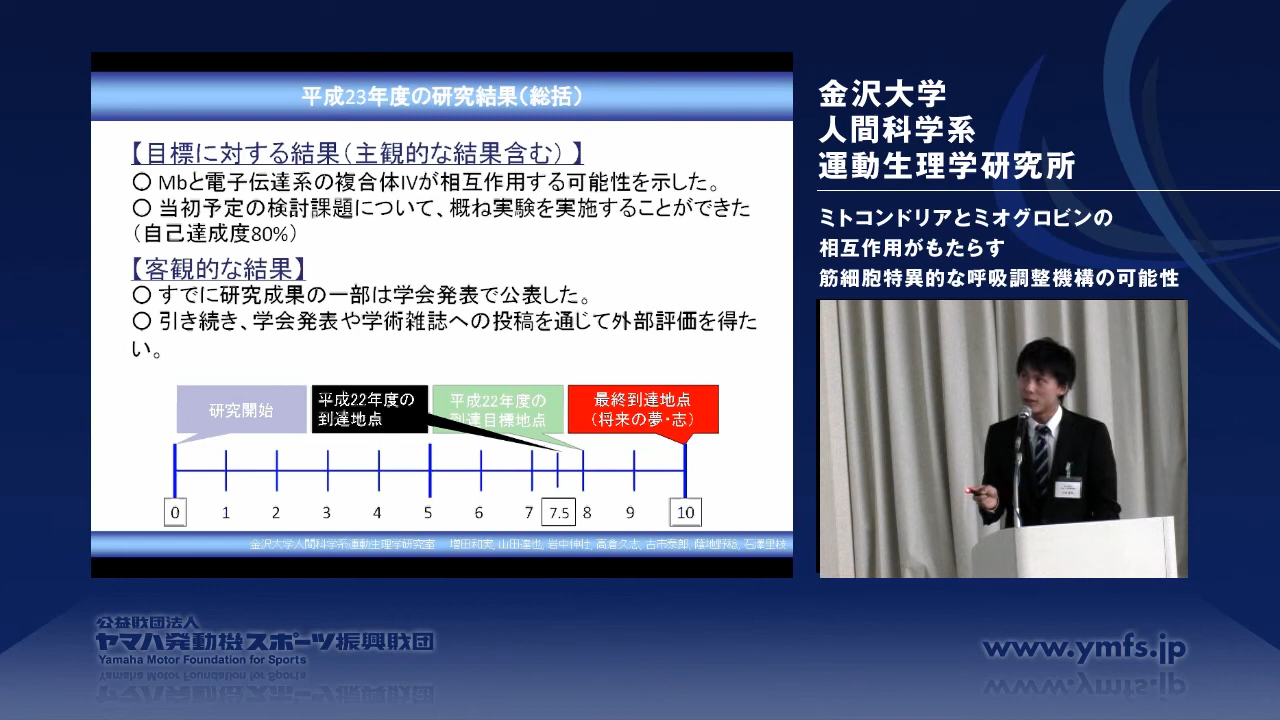 平成23年度の研究結果（総括）
【目標に対する結果（主観的な結果含む）】
○ Mbと電子伝達系の複合体IVが相互作用する可能性を示した。
○ 当初予定の検討課題について、概ね実験を実施することができた
（自己達成度80%）
【客観的な結果】
○ すでに研究成果の一部は学会発表で公表した。
○ 引き続き、学会発表や学術雑誌への投稿を通じて外部評価を得た
い。
研究開始
平成22年度の
到達地点
平成22年度の
到達目標地点
最終到達地点
（将来の夢・志）
0 1 2 3 4 5 6 7 7.5 8 9 10
金沢大学人間科学系運動生理学研究室 増田和実, 山田達也, 岩中伸壮, 高倉久志, 古市泰郎, 蔭地野稔, 石澤里枝
金沢大学
人間科学系
運動生理学研究所
ミトコンドリアとミオグロビンの
相互作用がもたらす
筋細胞特異的な呼吸調整機構の可能性
公益財団法人
ヤマハ発動機スポーツ振興財団
Yamaha Motor Foundation for Sports
www.ymfs.jp